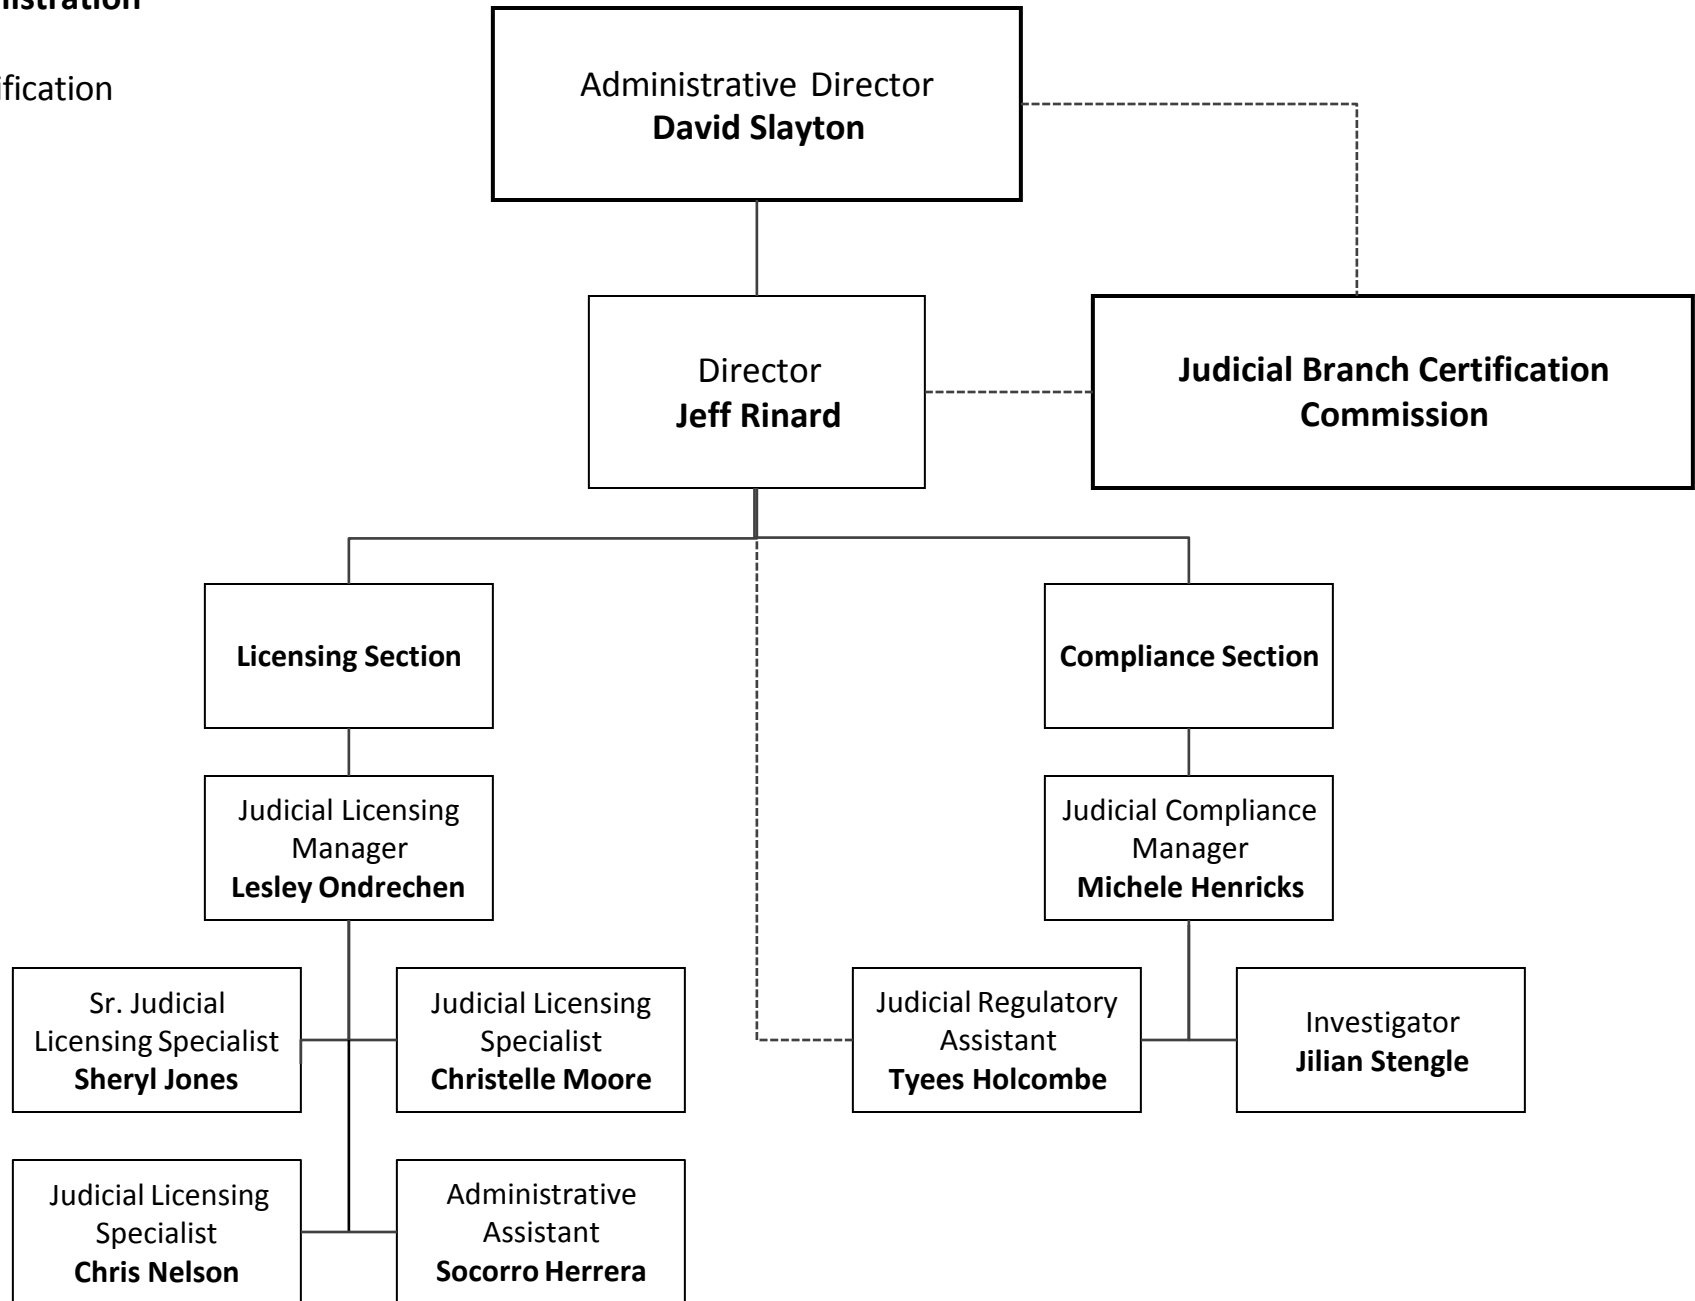 Administrative Director
David Slayton
Director
Jeff Rinard
Judicial Branch Certification
Commission
Licensing Section
Compliance Section
Judicial Licensing
Manager
Lesley Ondrechen
Judicial Compliance
Manager
Michele Henricks
Sr. Judicial
Licensing Specialist
Sheryl Jones
Judicial Licensing
Specialist
Christelle Moore
Judicial Regulatory
Assistant
Tyees Holcombe
Investigator
Jilian Stengle
Judicial Licensing
Specialist
Chris Nelson
Administrative
Assistant
Socorro Herrera